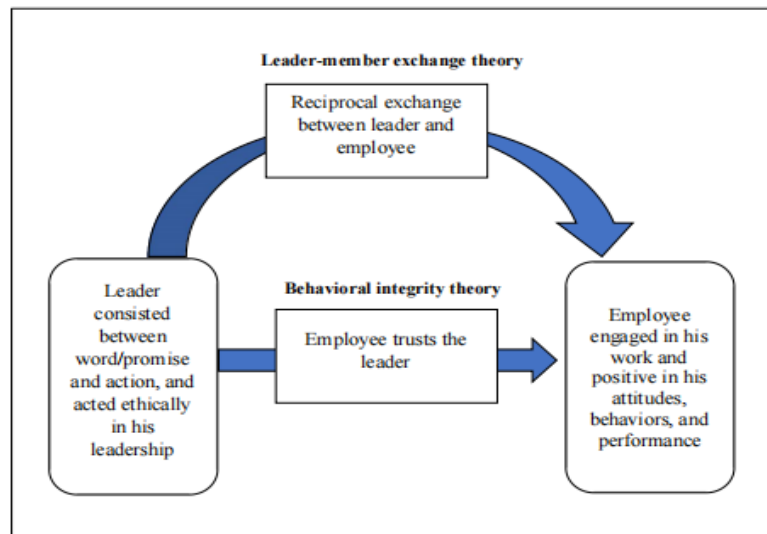 Leader-member exchange theory
Reciprocal exchange
between leader and
employee
Behavioral integrity theory
Leader
consisted
between
word/promise
and action, and
acted ethically
in his
leadership
Employee trusts the
leader
Employee
engaged in his
work and
positive in his
attitudes,
behaviors, and
performance